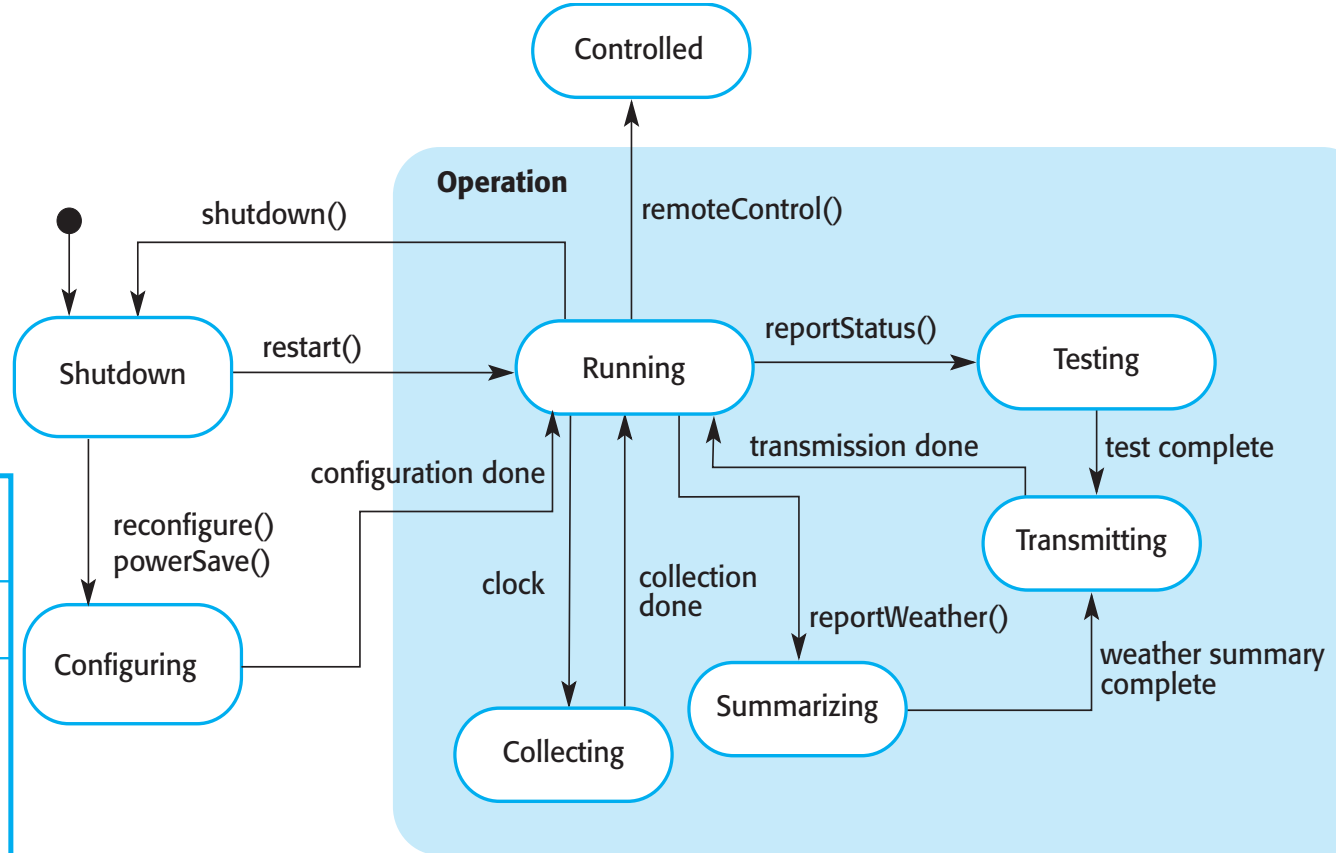 Controlled
Operation
shutdown()
remoteControl()
restart()
reportStatus()
Shutdown
Running
Testing
configuration done
transmission done
test complete
reconfigure()
powerSave()
Transmitting
clock
collection
done
reportWeather()
Configuring
weather summary
complete
Summarizing
Collecting